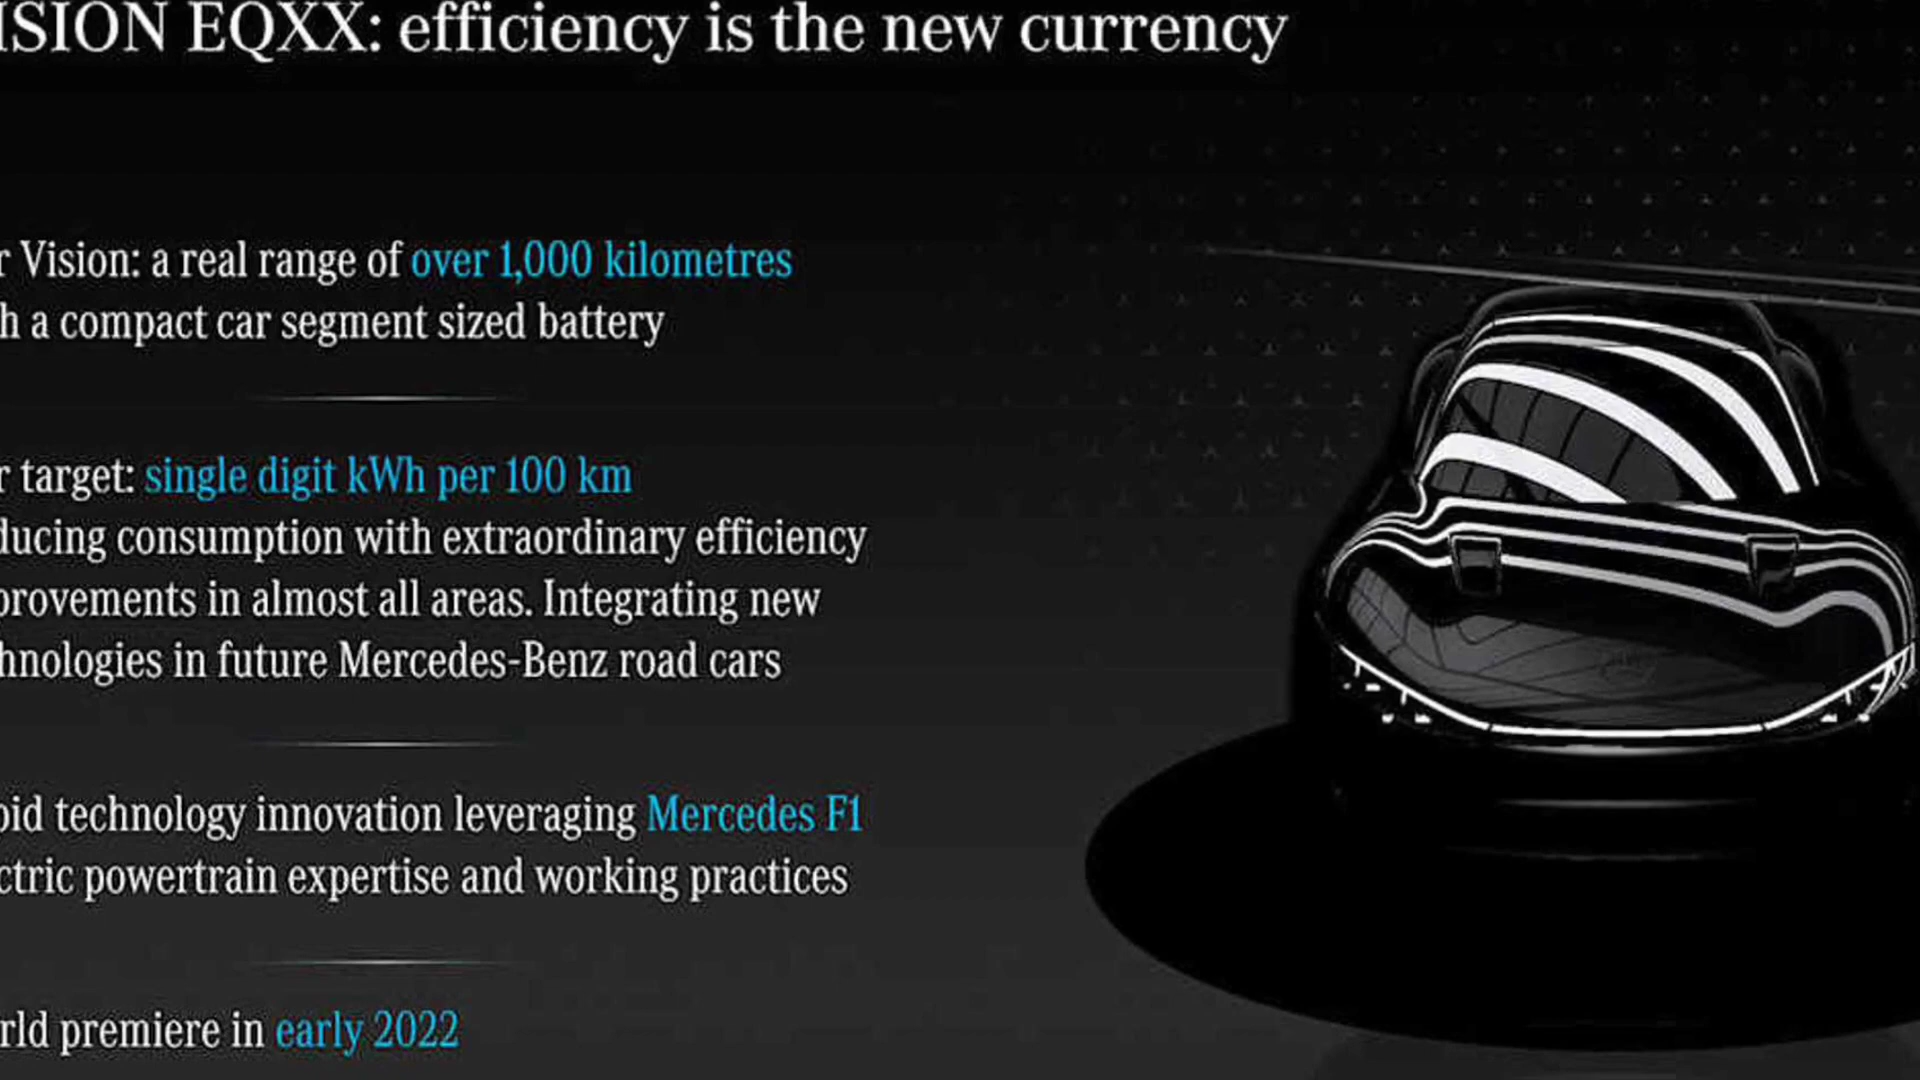 ISION EQXX: efficiency is the new currency
r Vision: a real range of over 1,000 kilometres
h a compact car segment sized battery
r target: single digit kWh per 100 km
ducing consumption with extraordinary efficiency
provements in almost all areas. Integrating new
hnologies in future Mercedes-Benz road cars
pid technology innovation leveraging Mercedes F1
ctric powertrain expertise and working practices
rld premiere in early 2022